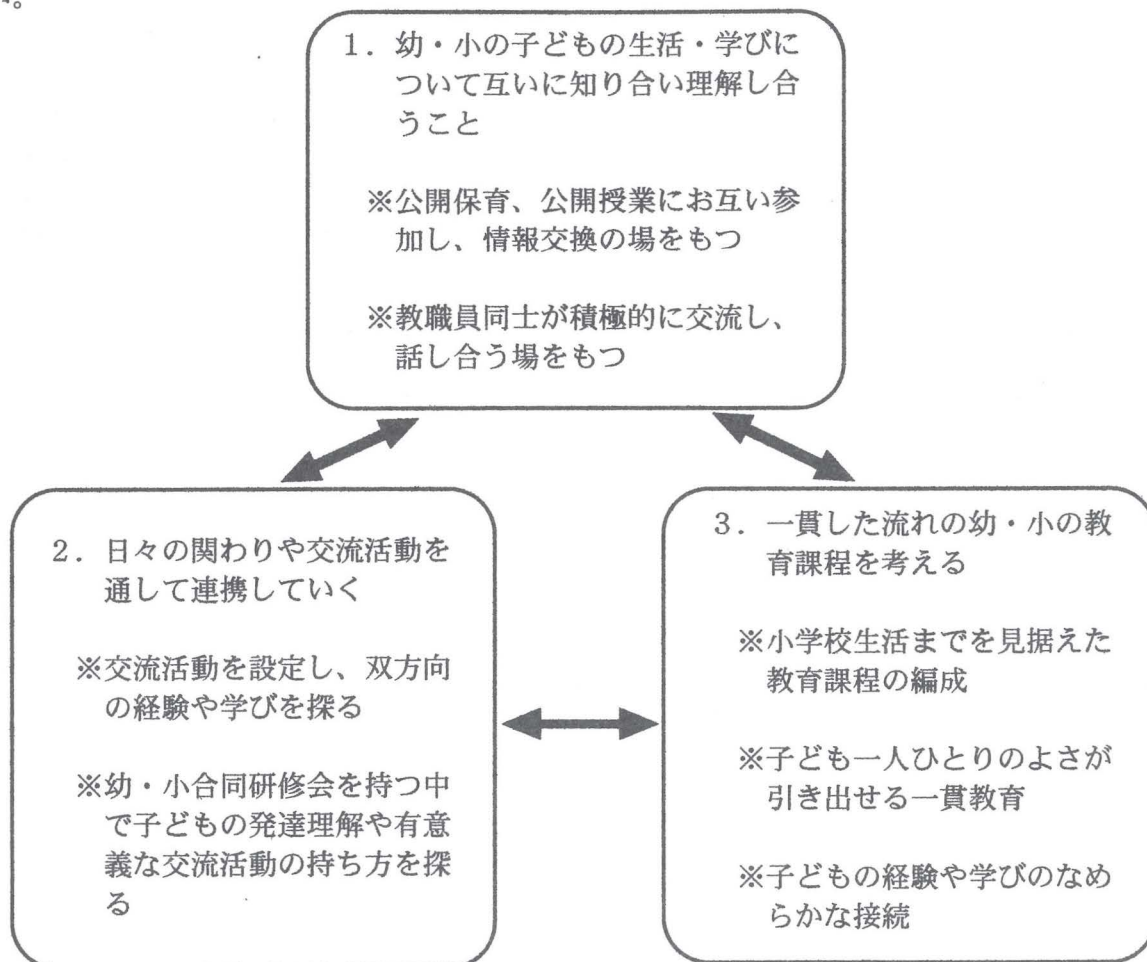 す。
1．幼・小の子どもの生活・学びに
ついて互いに知り合い理解し合
うこと
※公開保育、公開授業にお互い参
加し、情報交換の場をもつ
※教職員同士が積極的に交流し、
話し合う場をもつ
2．日々の関わりや交流活動を
通して連携していく
※交流活動を設定し、双方向
の経験や学びを探る
※幼・小合同研修会を持つ中
で子どもの発達理解や有意
義な交流活動の持ち方を探
る
3．一貫した流れの幼・小の教
育課程を考える
※小学校生活までを見据えた
教育課程の編成
※子ども一人ひとりのよさが
引き出せる一貫教育
※子どもの経験や学びのなめ
らかな接続